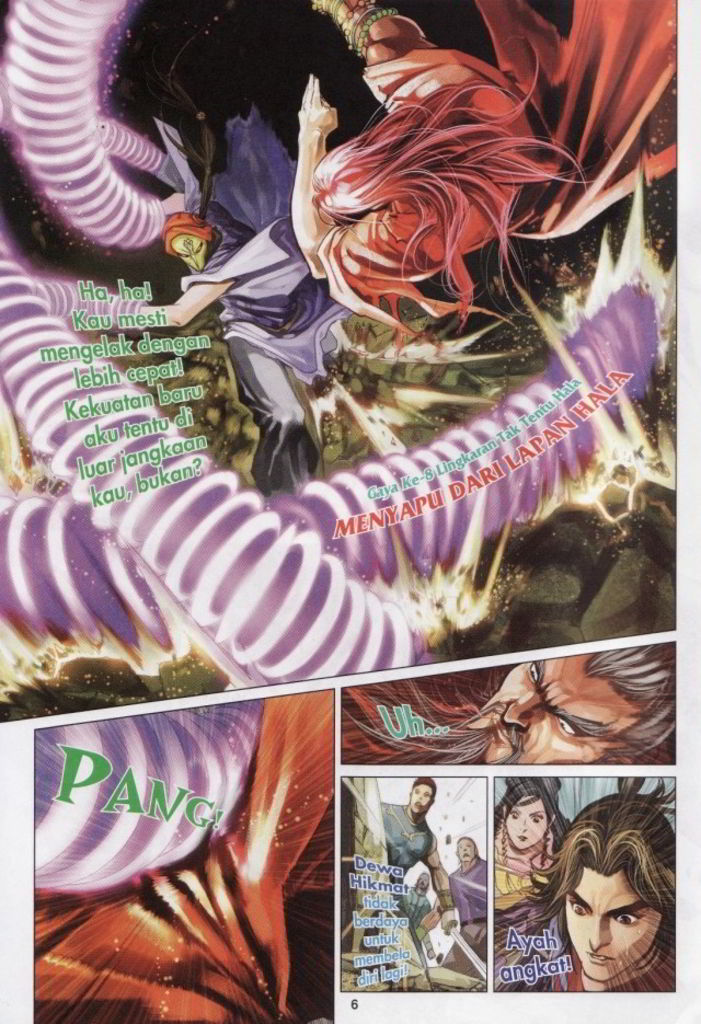 Ha, ha!
Kau mesti
mengelak dengan
lebih cepat!
Kekuatan baru
aku tentu di
luar jangkaan
kau, bukan?
Gaya Ke-8 Lingkaran Tak Tentu Hala
MENYAPU DARI LAPAN HALA
Uh...
PANG!
Dewa
Hikmat
tidak
berdaya
untuk
membela
diri lagi!
Ayah
angkat!
6